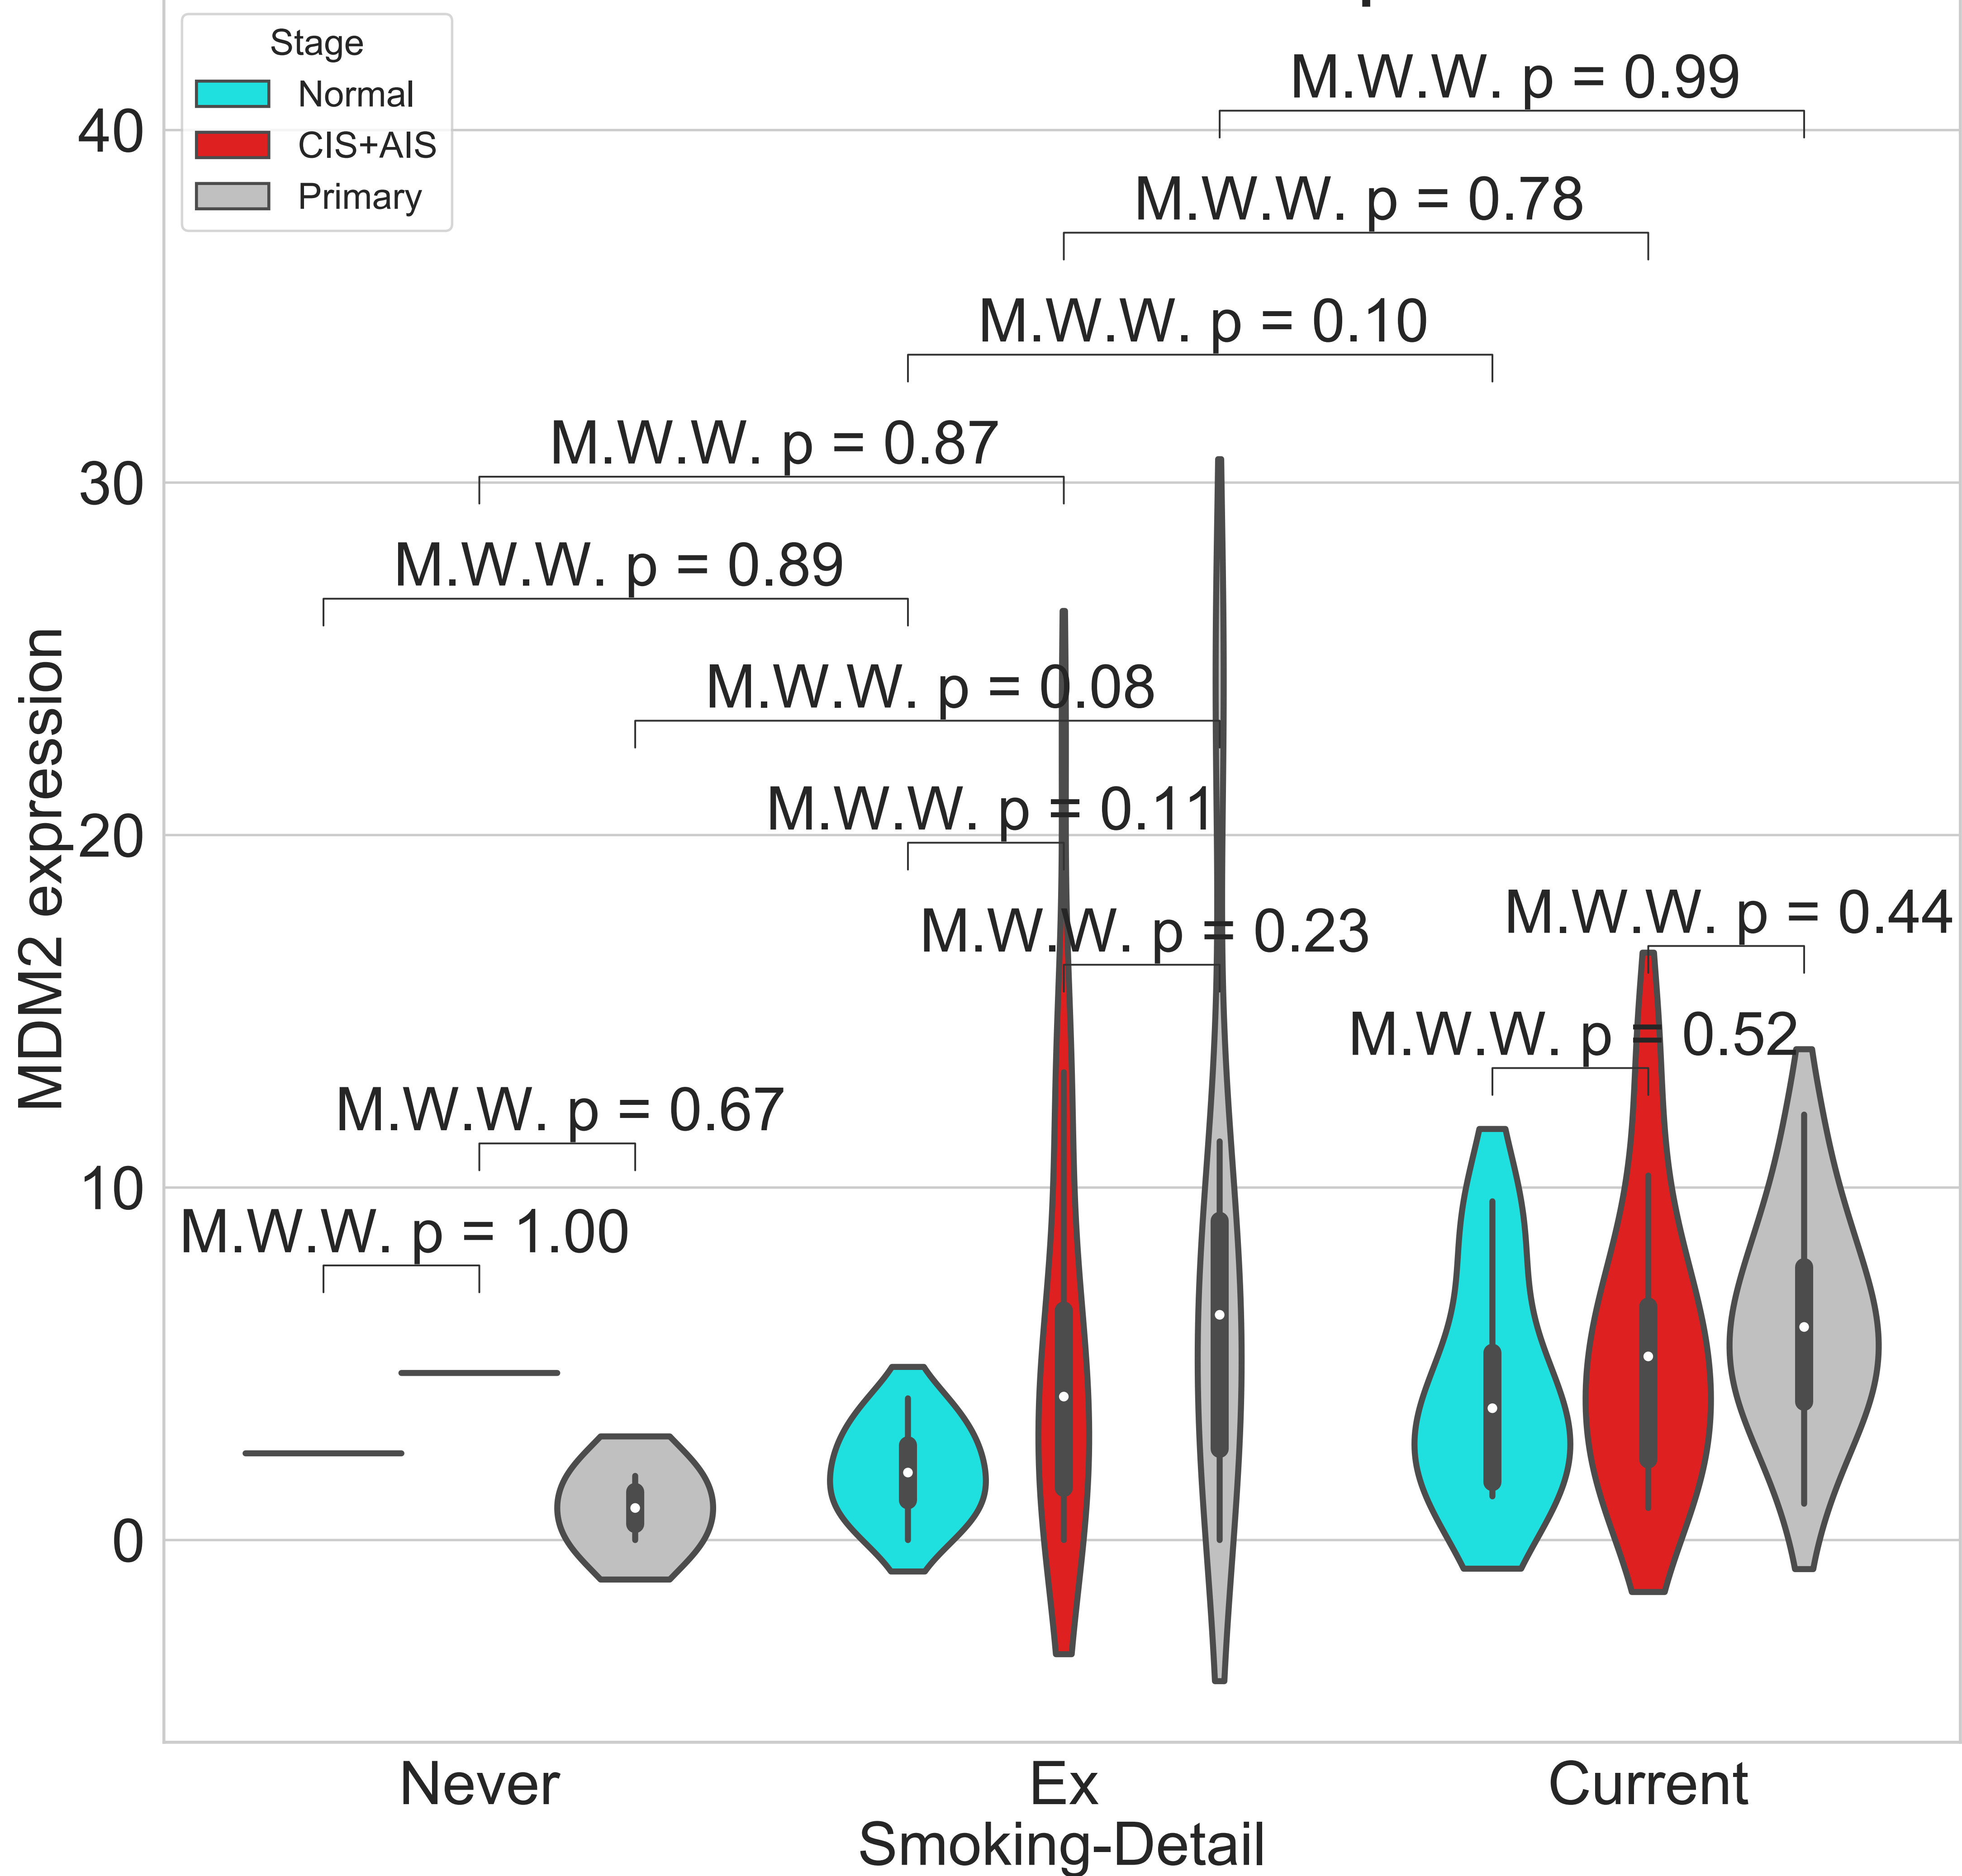 Stage
Normal
CIS+AIS
Primary
M.W.W. p = 0.99
M.W.W. p = 0.78
M.W.W. p = 0.10
M.W.W. p = 0.87
M.W.W. p = 0.89
M.W.W. p = 0.08
M.W.W. p = 0.11
M.W.W. p = 0.23
M.W.W. p = 0.44
M.W.W. p = 0.52
M.W.W. p = 0.67
M.W.W. p = 1.00
40
30
20
10
0
MDM2 expression
Never
Ex
Current
Smoking-Detail